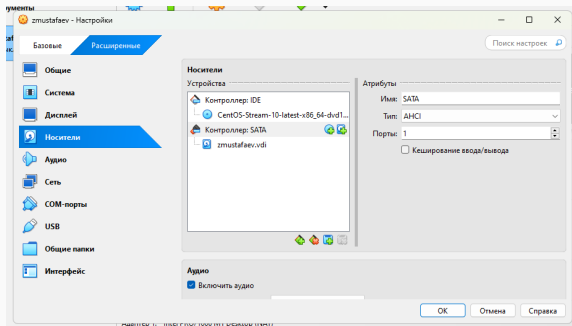 zmustafaev - Настройки
Базовые
Расширенные
Поиск настроек
Общие
Система
Дисплей
Носители
Аудио
Сеть
COM-порты
USB
Общие папки
Интерфейс
Носители
Устройства
Контроллер: IDE
CentOS-Stream-10-latest-x86_64-dvd1...
Контроллер: SATA
zmustafaev.vdi
Атрибуты
Имя: SATA
Тип: AHCI
Порты: 1
Кеширование ввода/вывода
Аудио
Включить аудио
OK
Отмена
Справка